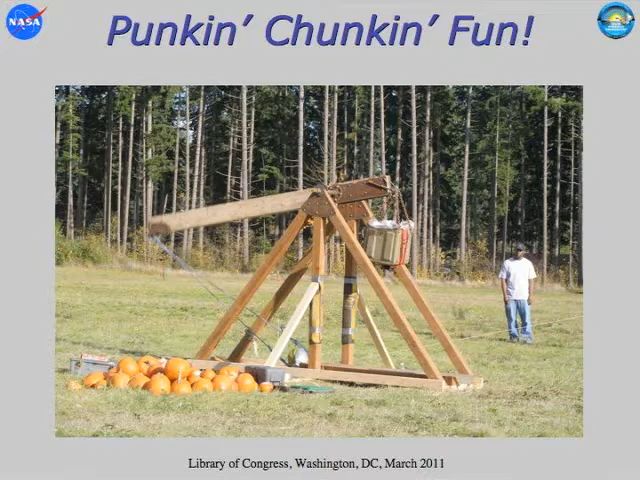 NASA
Punkin’ Chunkin’ Fun!
Library of Congress, Washington, DC, March 2011